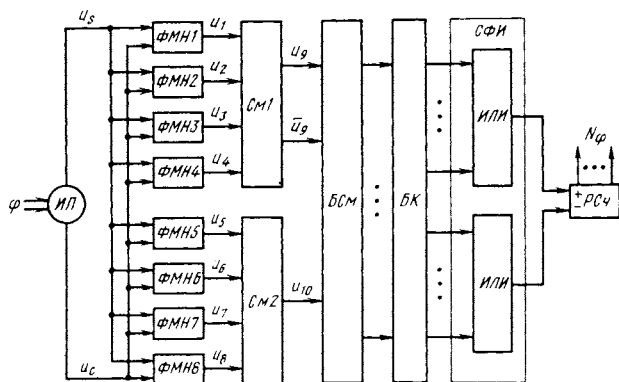 u_s
ФМН1
u_1
ФМН2
u_2
ФМН3
u_3
ФМН4
u_4
См1
u_9
ū_9
φ
ИП
ФМН5
u_5
ФМН6
u_6
ФМН7
u_7
u_c
ФМН6
u_8
См2
u_10
БСм
БК
СФИ
ИЛИ
ИЛИ
N_φ
+
−
РСч